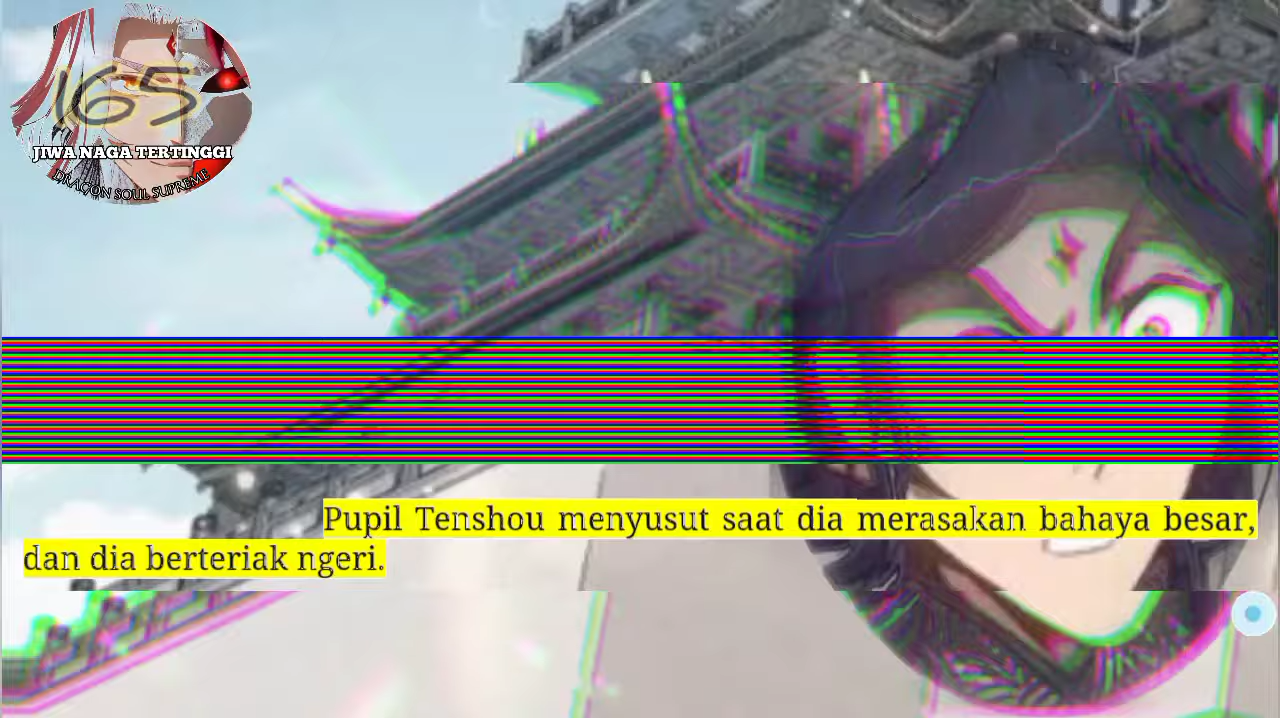 165
JIWA NAGA TERTINGGI
DRAGON SOUL SUPREME
Pupil Tenshou menyusut saat dia merasakan bahaya besar,
dan dia berteriak ngeri.